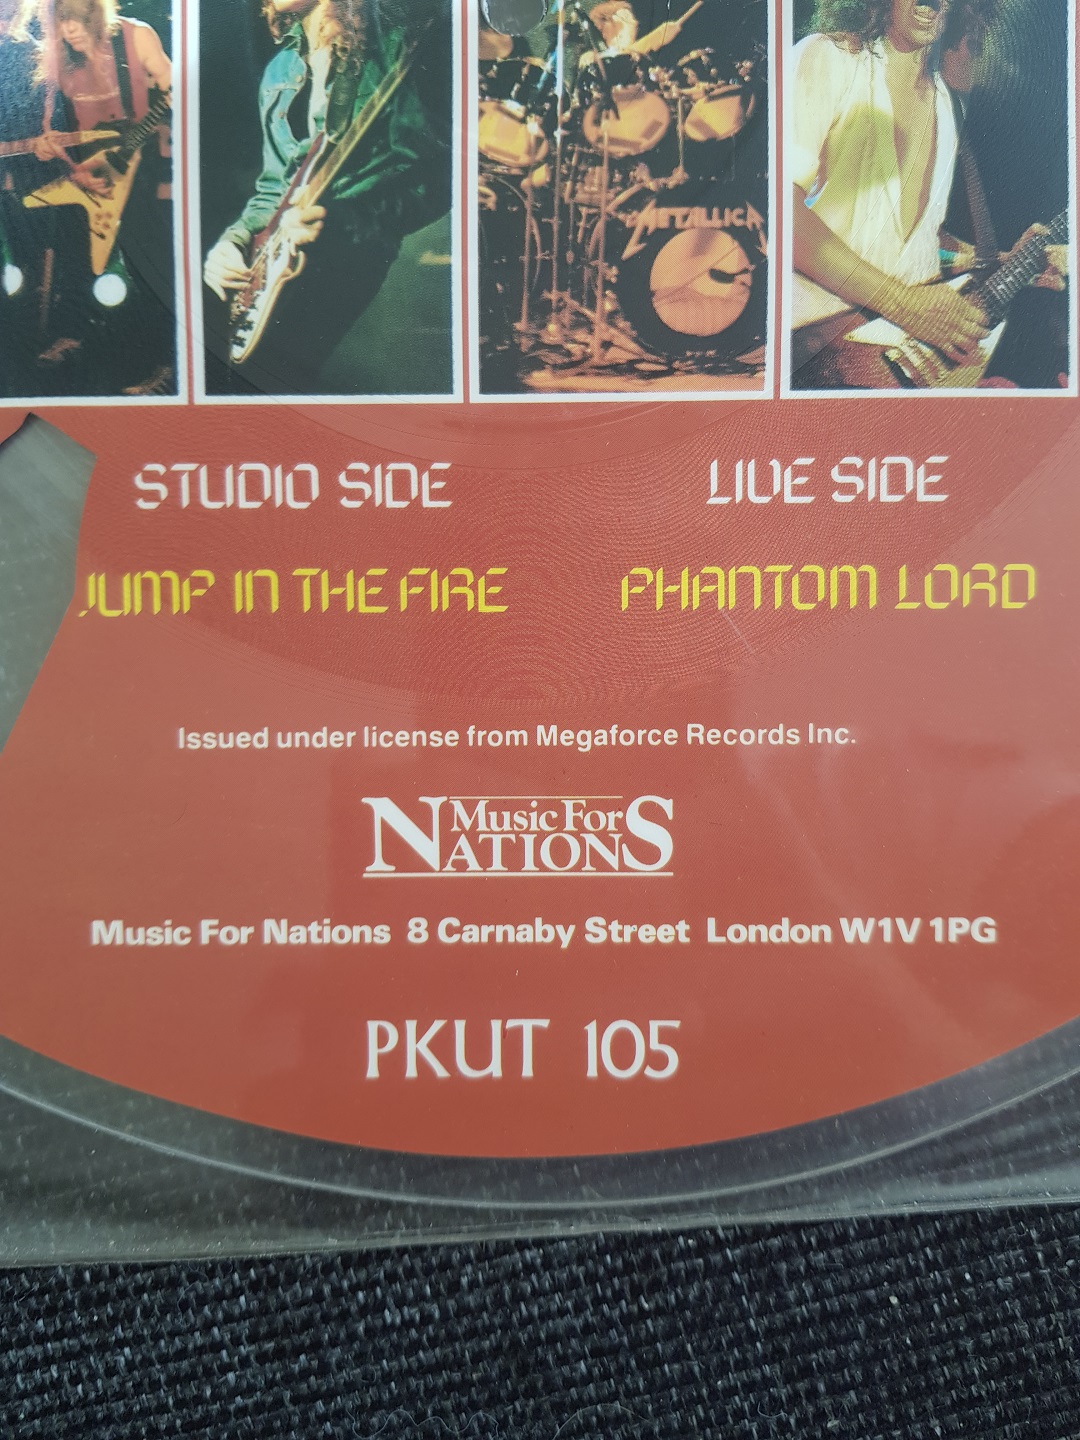 METALLICA
STUDIO SIDE
LIVE SIDE
JUMP IN THE FIRE
PHANTOM LORD
Issued under license from Megaforce Records Inc.
Music For NATIONS
Music For Nations 8 Carnaby Street London W1V 1PG
PKUT 105